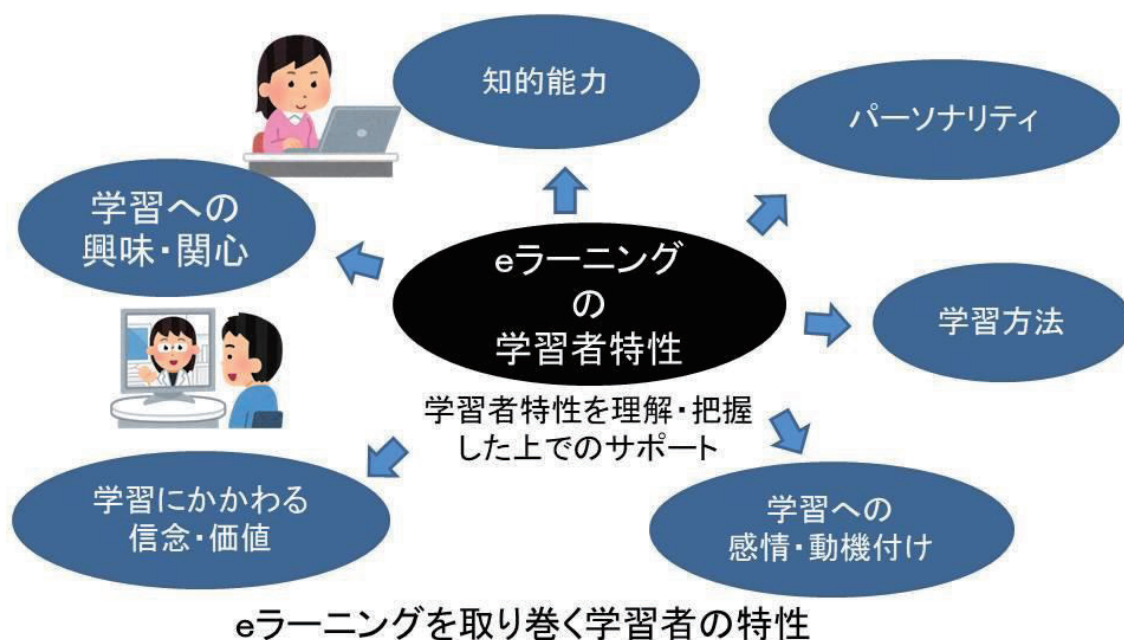 知的能力
パーソナリティ
学習への
興味・関心
eラーニング
の
学習者特性
学習方法
学習者特性を理解・把握
した上でのサポート
学習にかかわる
信念・価値
学習への
感情・動機付け
eラーニングを取り巻く学習者の特性